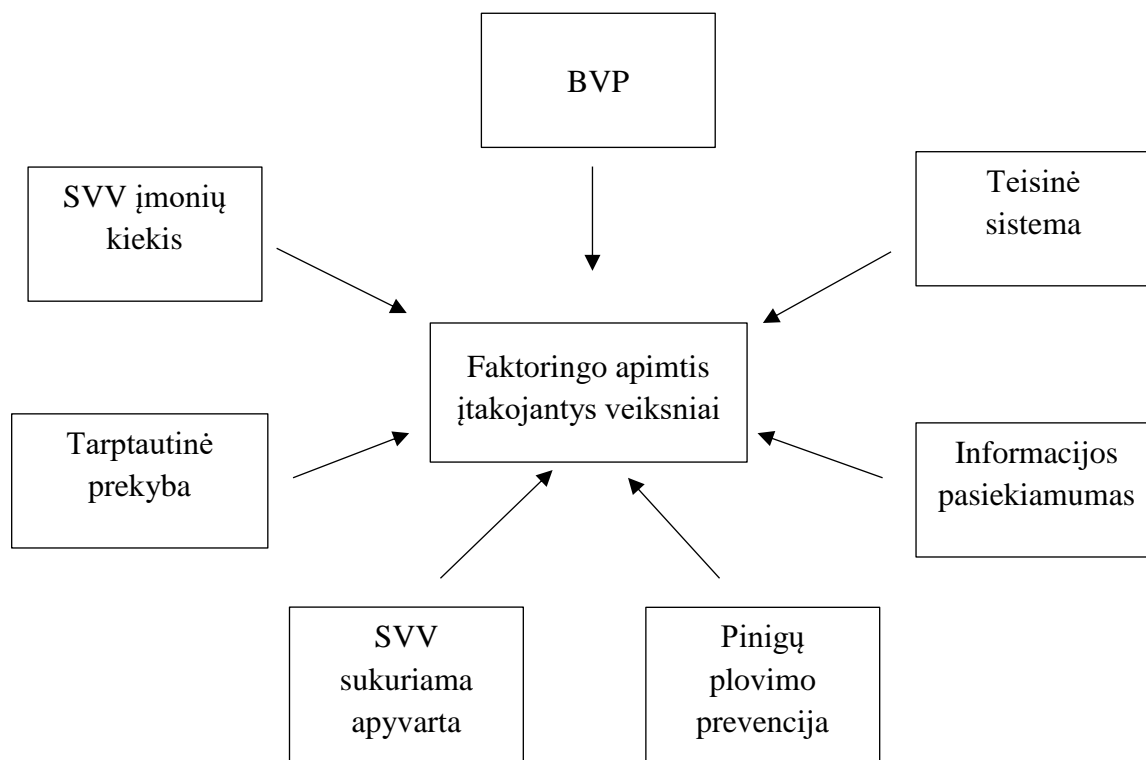 BVP
SVV įmonių
kiekis
Teisinė
sistema
Faktoringo apimtis
įtakojantys veiksniai
Tarptautinė
prekyba
Informacijos
pasiekiamumas
SVV
sukuriama
apyvarta
Pinigų
plovimo
prevencija